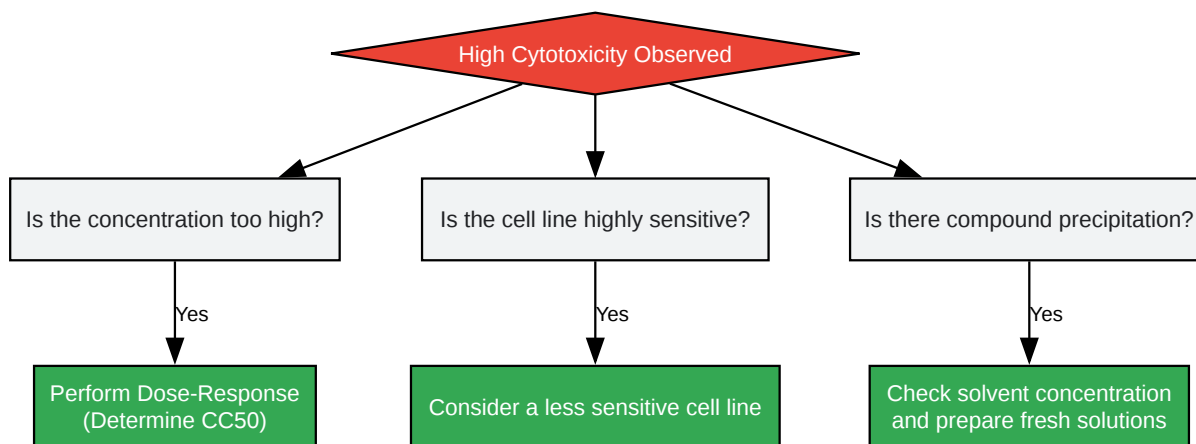 High Cytotoxicity Observed
Is the concentration too high?
Is the cell line highly sensitive?
Is there compound precipitation?
Yes
Yes
Yes
Perform Dose-Response
(Determine CC50)
Consider a less sensitive cell line
Check solvent concentration
and prepare fresh solutions